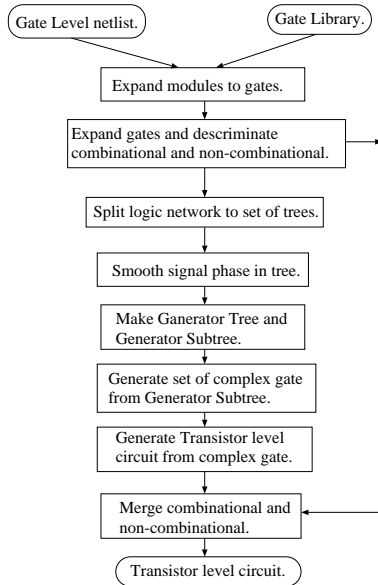 Gate Level netlist.
Gate Library.
Expand modules to gates.
Expand gates and descriminate
combinational and non-combinational.
Split logic network to set of trees.
Smooth signal phase in tree.
Make Ganerator Tree and
Generator Subtree.
Generate set of complex gate
from Generator Subtree.
Generate Transistor level
circuit from complex gate.
Merge combinational and
non-combinational.
Transistor level circuit.